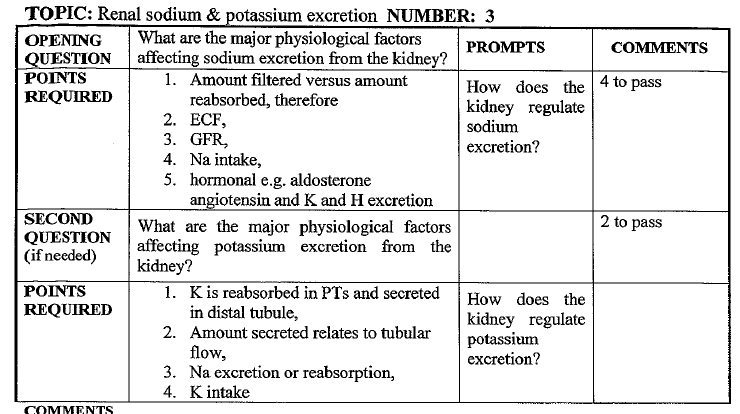 TOPIC: Renal sodium & potassium excretion NUMBER: 3
OPENING
QUESTION
What are the major physiological factors
affecting sodium excretion from the kidney?
PROMPTS
COMMENTS
POINTS
REQUIRED
1. Amount filtered versus amount
reabsorbed, therefore
2. ECF,
3. GFR,
4. Na intake,
5. hormonal e.g. aldosterone
angiotensin and K and H excretion
How does the
kidney regulate
sodium
excretion?
4 to pass
SECOND
QUESTION
(if needed)
What are the major physiological factors
affecting potassium excretion from the
kidney?
2 to pass
POINTS
REQUIRED
1. K is reabsorbed in PTs and secreted
in distal tubule,
2. Amount secreted relates to tubular
flow,
3. Na excretion or reabsorption,
4. K intake
How does the
kidney regulate
potassium
excretion?
COMMENTS